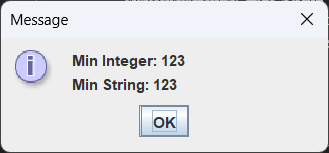 Message
Min Integer: 123
Min String: 123
OK